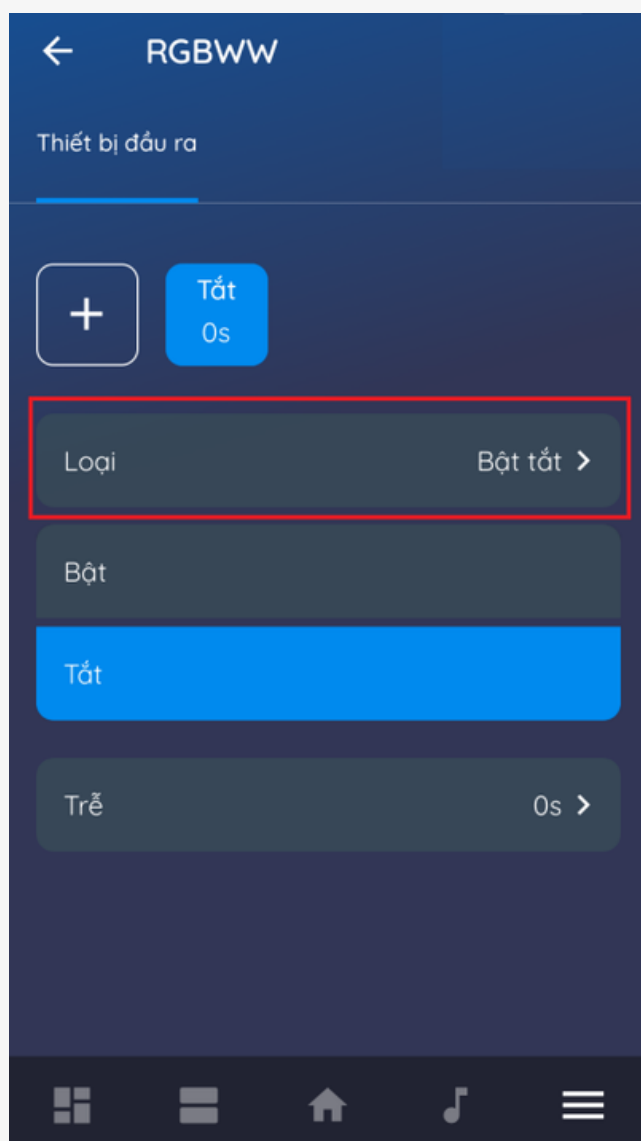 RGBWW
Thiết bị đầu ra
Tắt
0s
Loại Bật tắt
Bật
Tắt
Trễ 0s